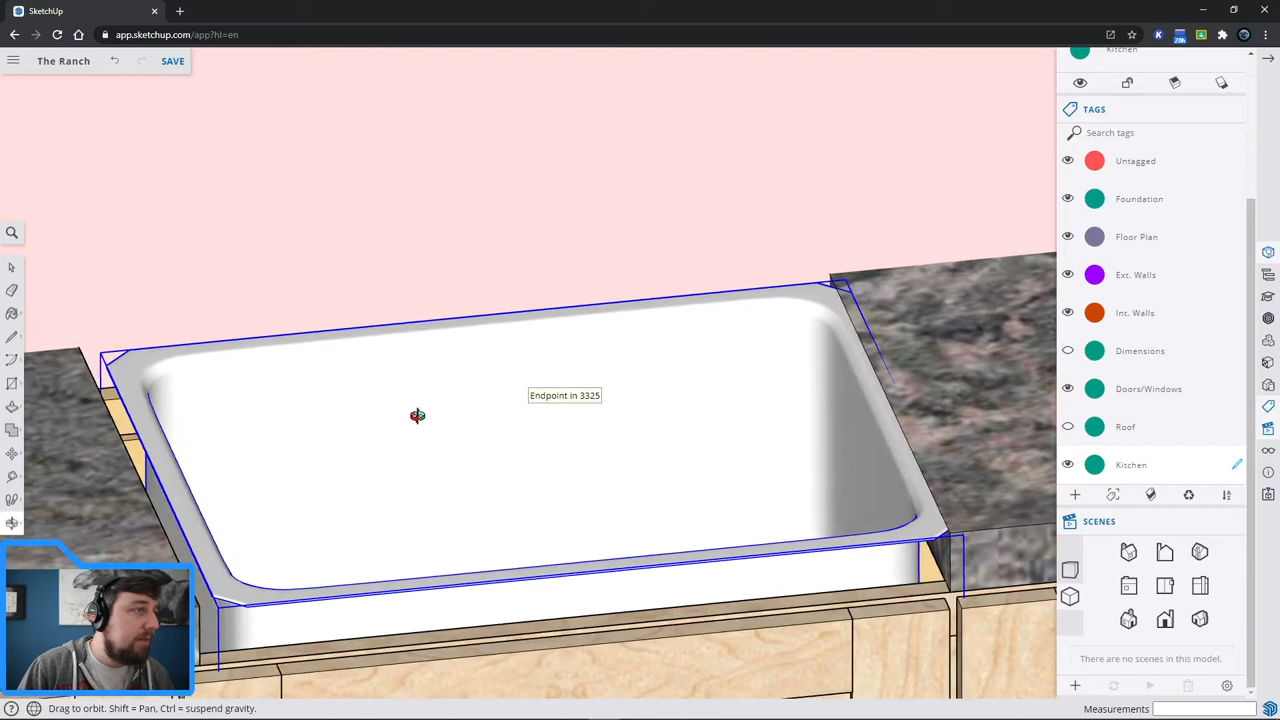 SketchUp
app.sketchup.com/app?hl=en
20h
The Ranch
SAVE
Kitchen
TAGS
Search tags
Untagged
Foundation
Floor Plan
Ext. Walls
Int. Walls
Dimensions
Doors/Windows
Roof
Kitchen
Endpoint in 3325
SCENES
There are no scenes in this model.
Drag to orbit. Shift = Pan, Ctrl = suspend gravity.
Measurements